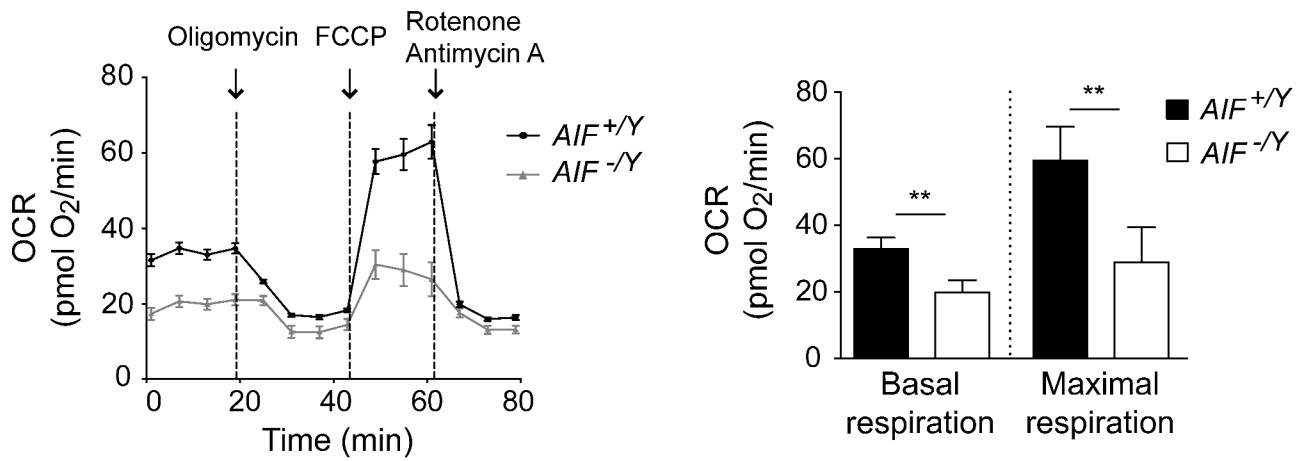 Oligomycin FCCP Rotenone
Antimycin A
80
60
40
20
0
OCR
(pmol O₂/min)
0 20 40 60 80
Time (min)
AIF +/Y
AIF -/Y
80
60
40
20
0
OCR
(pmol O₂/min)
**
**
AIF +/Y
AIF -/Y
Basal
respiration
Maximal
respiration